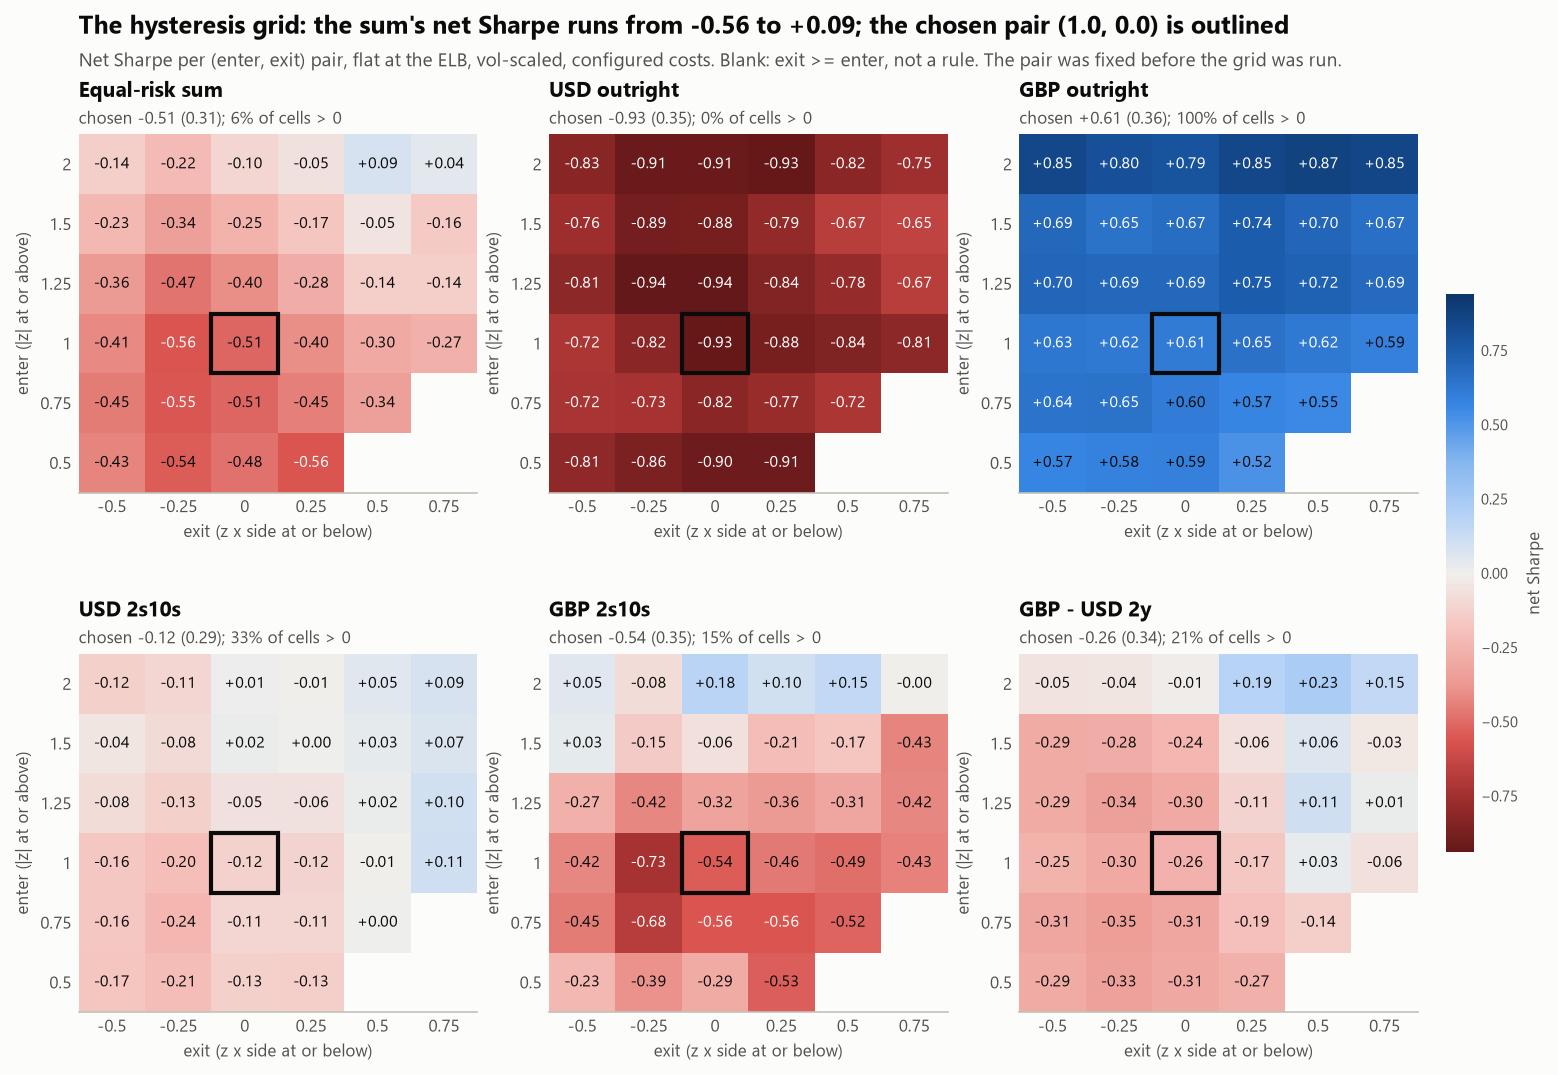 The hysteresis grid: the sum's net Sharpe runs from -0.56 to +0.09; the chosen pair (1.0, 0.0) is outlined
Net Sharpe per (enter, exit) pair, flat at the ELB, vol-scaled, configured costs. Blank: exit >= enter, not a rule. The pair was fixed before the grid was run.
Equal-risk sum
chosen -0.51 (0.31); 6% of cells > 0
enter (|z| at or above)
2 -0.14 -0.22 -0.10 -0.05 +0.09 +0.04
1.5 -0.23 -0.34 -0.25 -0.17 -0.05 -0.16
1.25 -0.36 -0.47 -0.40 -0.28 -0.14 -0.14
1 -0.41 -0.56 -0.51 -0.40 -0.30 -0.27
0.75 -0.45 -0.55 -0.51 -0.45 -0.34
0.5 -0.43 -0.54 -0.48 -0.56
-0.5 -0.25 0 0.25 0.5 0.75
exit (z x side at or below)
USD outright
chosen -0.93 (0.35); 0% of cells > 0
enter (|z| at or above)
2 -0.83 -0.91 -0.91 -0.93 -0.82 -0.75
1.5 -0.76 -0.89 -0.88 -0.79 -0.67 -0.65
1.25 -0.81 -0.94 -0.94 -0.84 -0.78 -0.67
1 -0.72 -0.82 -0.93 -0.88 -0.84 -0.81
0.75 -0.72 -0.73 -0.82 -0.77 -0.72
0.5 -0.81 -0.86 -0.90 -0.91
-0.5 -0.25 0 0.25 0.5 0.75
exit (z x side at or below)
GBP outright
chosen +0.61 (0.36); 100% of cells > 0
enter (|z| at or above)
2 +0.85 +0.80 +0.79 +0.85 +0.87 +0.85
1.5 +0.69 +0.65 +0.67 +0.74 +0.70 +0.67
1.25 +0.70 +0.69 +0.69 +0.75 +0.72 +0.69
1 +0.63 +0.62 +0.61 +0.65 +0.62 +0.59
0.75 +0.64 +0.65 +0.60 +0.57 +0.55
0.5 +0.57 +0.58 +0.59 +0.52
-0.5 -0.25 0 0.25 0.5 0.75
exit (z x side at or below)
USD 2s10s
chosen -0.12 (0.29); 33% of cells > 0
enter (|z| at or above)
2 -0.12 -0.11 +0.01 -0.01 +0.05 +0.09
1.5 -0.04 -0.08 +0.02 +0.00 +0.03 +0.07
1.25 -0.08 -0.13 -0.05 -0.06 +0.02 +0.10
1 -0.16 -0.20 -0.12 -0.12 -0.01 +0.11
0.75 -0.16 -0.24 -0.11 -0.11 +0.00
0.5 -0.17 -0.21 -0.13 -0.13
-0.5 -0.25 0 0.25 0.5 0.75
exit (z x side at or below)
GBP 2s10s
chosen -0.54 (0.35); 15% of cells > 0
enter (|z| at or above)
2 +0.05 -0.08 +0.18 +0.10 +0.15 -0.00
1.5 +0.03 -0.15 -0.06 -0.21 -0.17 -0.43
1.25 -0.27 -0.42 -0.32 -0.36 -0.31 -0.42
1 -0.42 -0.73 -0.54 -0.46 -0.49 -0.43
0.75 -0.45 -0.68 -0.56 -0.56 -0.52
0.5 -0.23 -0.39 -0.29 -0.53
-0.5 -0.25 0 0.25 0.5 0.75
exit (z x side at or below)
GBP - USD 2y
chosen -0.26 (0.34); 21% of cells > 0
enter (|z| at or above)
2 -0.05 -0.04 -0.01 +0.19 +0.23 +0.15
1.5 -0.29 -0.28 -0.24 -0.06 +0.06 -0.03
1.25 -0.29 -0.34 -0.30 -0.11 +0.11 +0.01
1 -0.25 -0.30 -0.26 -0.17 +0.03 -0.06
0.75 -0.31 -0.35 -0.31 -0.19 -0.14
0.5 -0.29 -0.33 -0.31 -0.27
-0.5 -0.25 0 0.25 0.5 0.75
exit (z x side at or below)
0.75
0.50
0.25
0.00
−0.25
−0.50
−0.75
net Sharpe